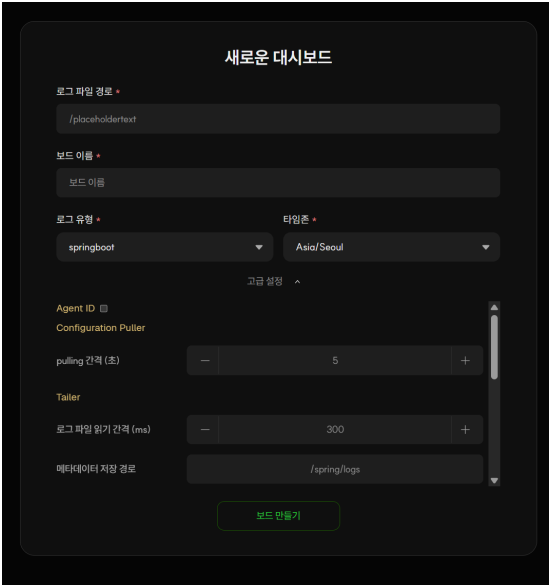 새로운 대시보드
로그 파일 경로 *
/placeholdertext
보드 이름 *
보드 이름
로그 유형 * 타임존 *
springboot Asia/Seoul
고급 설정
Agent ID
Configuration Puller
pulling 간격 (초) — 5 +
Tailer
로그 파일 읽기 간격 (ms) — 300 +
메타데이터 저장 경로 /spring/logs
보드 만들기